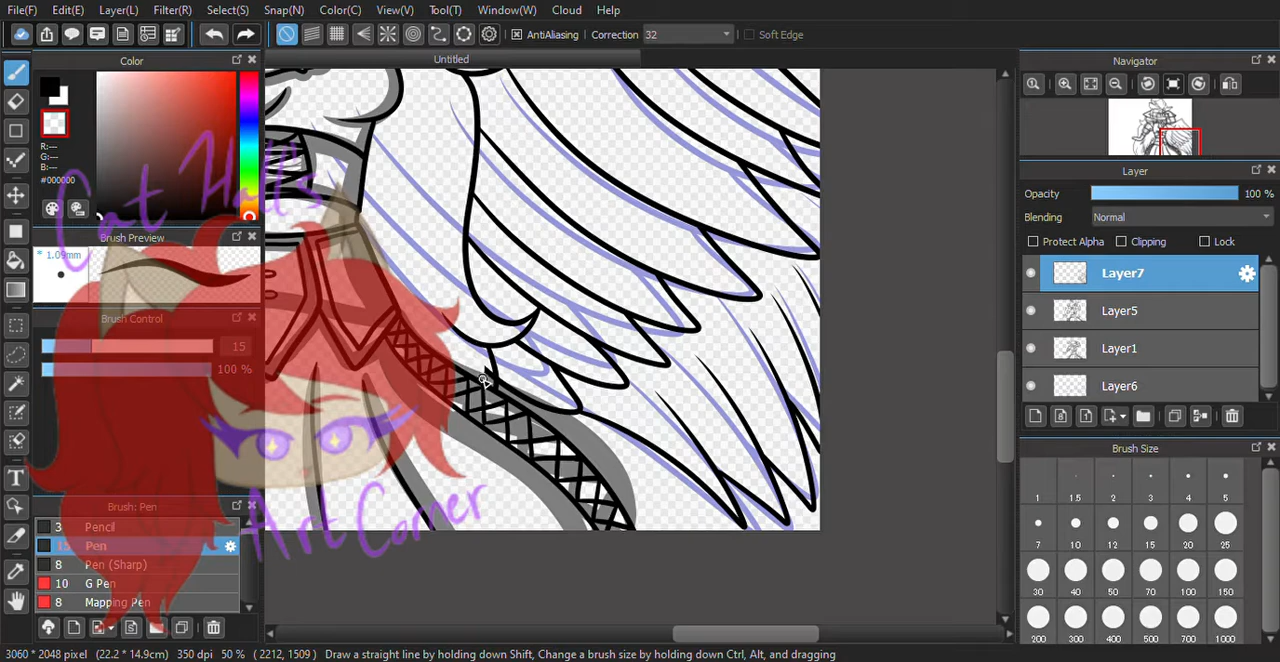 File(F) Edit(E) Layer(L) Filter(R) Select(S) Snap(N) Color(C) View(V) Tool(T) Window(W) Cloud Help
AntiAliasing Correction 32 Soft Edge
Color
Untitled
Navigator
R:---
G:---
B:---
#000000
Cat Hatt's
Art Corner
Brush Preview
* 1.09mm
Brush Control
15
100 %
Layer
Opacity 100 %
Blending Normal
Protect Alpha Clipping Lock
Layer7
Layer5
Layer1
Layer6
Brush Size
1 1.5 2 3 4 5
7 10 12 15 20 25
30 40 50 70 100 150
200 300 400 500 700 1000
Brush: Pen
3 Pencil
15 Pen
8 Pen (Sharp)
10 G Pen
8 Mapping Pen
3060 * 2048 pixel (22.2 * 14.9cm) 350 dpi 50 % ( 2212, 1509 ) Draw a straight line by holding down Shift, Change a brush size by holding down Ctrl, Alt, and dragging